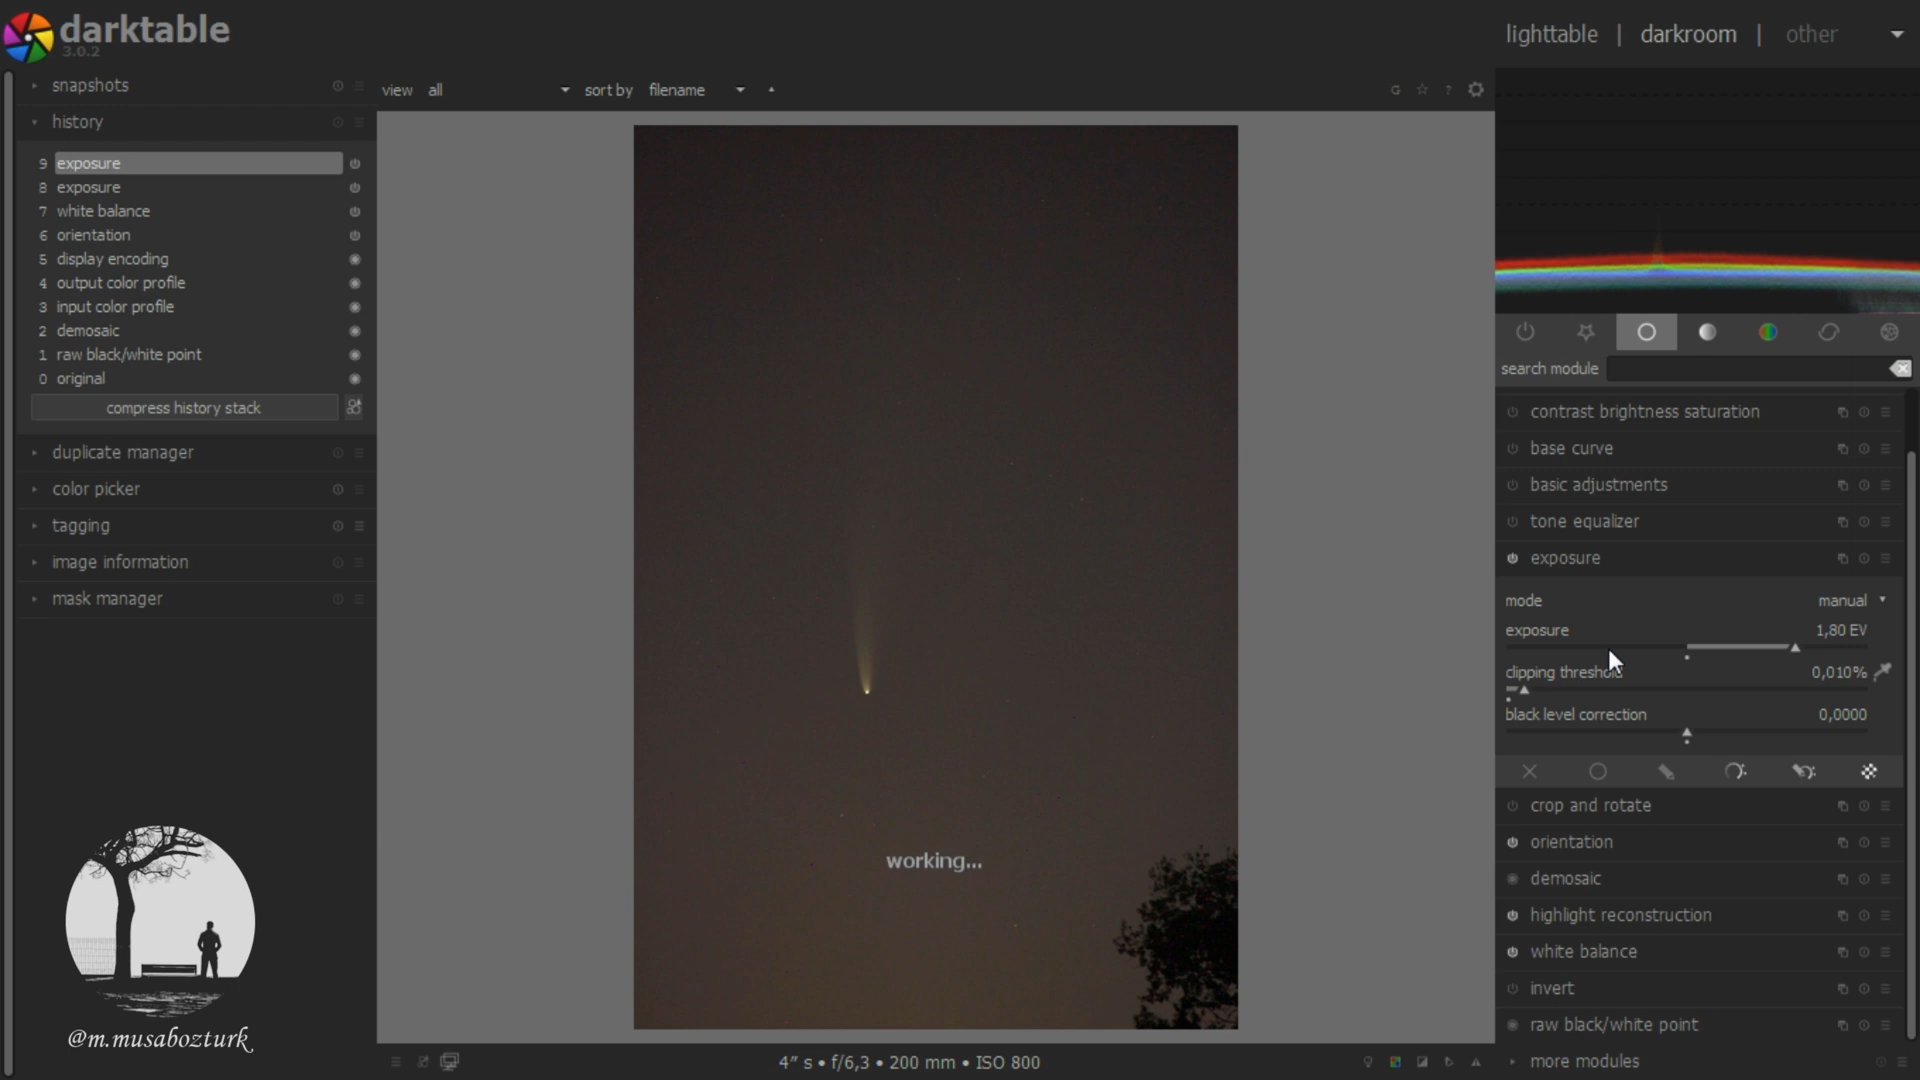 darktable
3.0.2
lighttable | darkroom | other
snapshots
history
9 exposure
8 exposure
7 white balance
6 orientation
5 display encoding
4 output color profile
3 input color profile
2 demosaic
1 raw black/white point
0 original
compress history stack
duplicate manager
color picker
tagging
image information
mask manager
@m.musabozturk
view all sort by filename
G ☆ ?
working...
4" s • f/6,3 • 200 mm • ISO 800
search module
contrast brightness saturation
base curve
basic adjustments
tone equalizer
exposure
mode manual
exposure 1,80 EV
clipping threshold 0,010%
black level correction 0,0000
crop and rotate
orientation
demosaic
highlight reconstruction
white balance
invert
raw black/white point
more modules